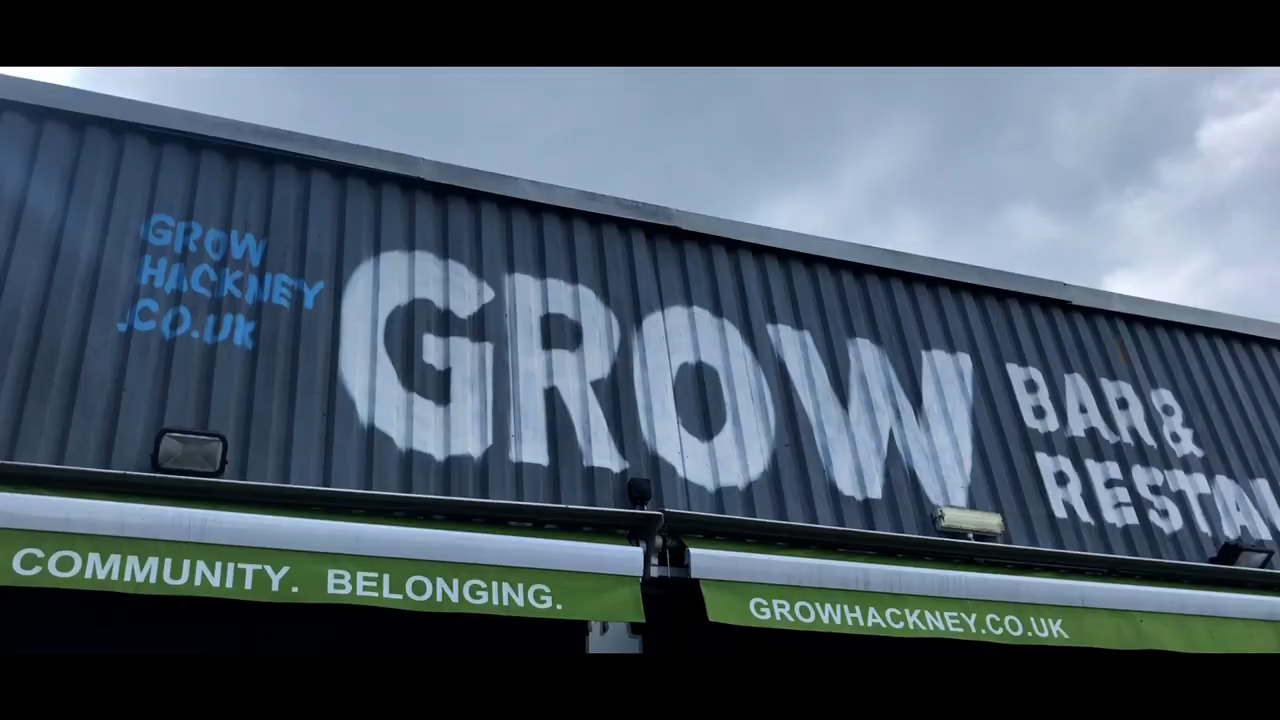 GROW
HACKNEY
.CO.UK
GROW
BAR &
COMMUNITY. BELONGING.
GROWHACKNEY.CO.UK